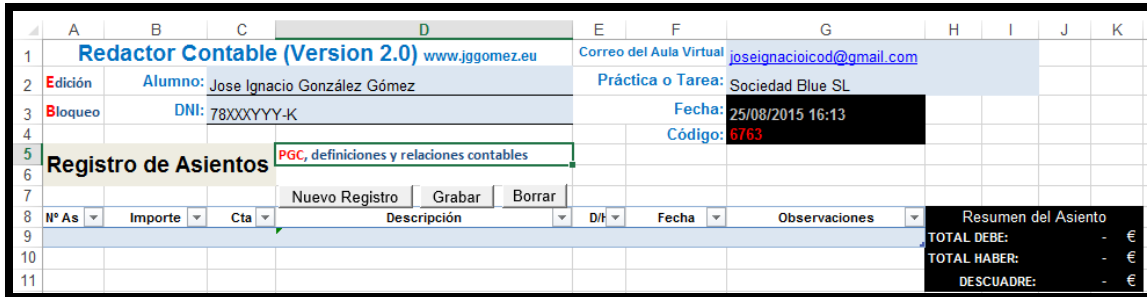 A B C D E F G H I J K
1 Redactor Contable (Version 2.0) www.jggomez.eu Correo del Aula Virtual joseignacioicod@gmail.com
2 Edición Alumno: Jose Ignacio González Gómez Práctica o Tarea: Sociedad Blue SL
3 Bloqueo DNI: 78XXXYYY-K Fecha: 25/08/2015 16:13
4 Código: 6763
5 Registro de Asientos PGC, definiciones y relaciones contables
6
7 Nuevo Registro Grabar Borrar
8 Nº As Importe Cta Descripción D/H Fecha Observaciones Resumen del Asiento
9 TOTAL DEBE: - €
10 TOTAL HABER: - €
11 DESCUADRE: - €